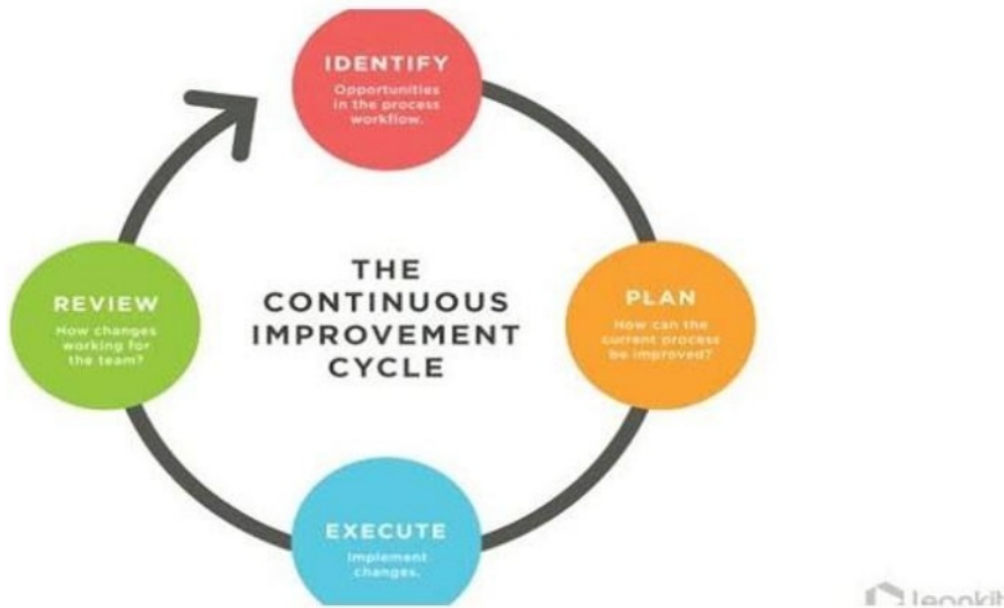 IDENTIFY
Opportunities
in the process
workflow.
THE
CONTINUOUS
IMPROVEMENT
CYCLE
PLAN
How can the
current process
be improved?
EXECUTE
Implement
changes.
REVIEW
How changes
working for
the team?
leankit